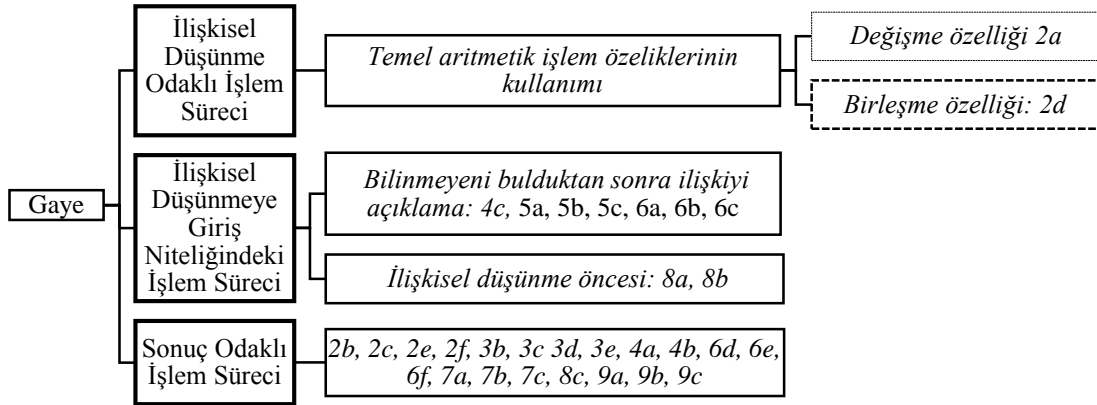 Gaye
İlişkisel
Düşünme
Odaklı İşlem
Süreci
Temel aritmetik işlem özeliklerinin
kullanımı
Değişme özelliği 2a
Birleşme özelliği: 2d
İlişkisel
Düşünmeye
Giriş
Niteliğindeki
İşlem Süreci
Bilinmeyeni bulduktan sonra ilişkiyi
açıklama: 4c, 5a, 5b, 5c, 6a, 6b, 6c
İlişkisel düşünme öncesi: 8a, 8b
Sonuç Odaklı
İşlem Süreci
2b, 2c, 2e, 2f, 3b, 3c 3d, 3e, 4a, 4b, 6d, 6e,
6f, 7a, 7b, 7c, 8c, 9a, 9b, 9c